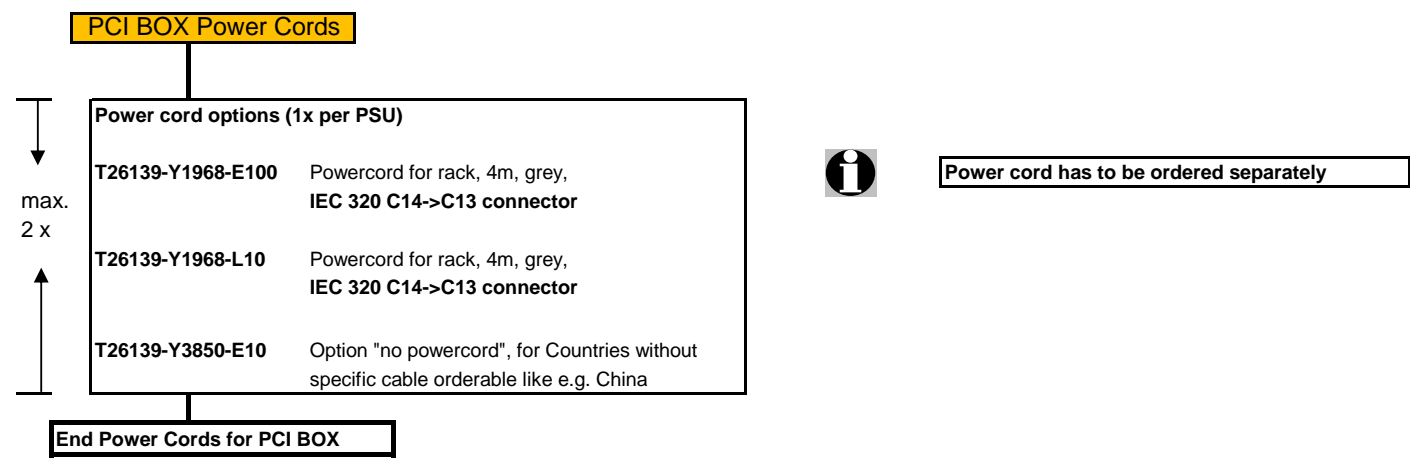 PCI BOX Power Cords
Power cord options (1x per PSU)
T26139-Y1968-E100 Powercord for rack, 4m, grey,
IEC 320 C14->C13 connector
max.
2 x
T26139-Y1968-L10 Powercord for rack, 4m, grey,
IEC 320 C14->C13 connector
T26139-Y3850-E10 Option "no powercord", for Countries without
specific cable orderable like e.g. China
End Power Cords for PCI BOX
i
Power cord has to be ordered separately